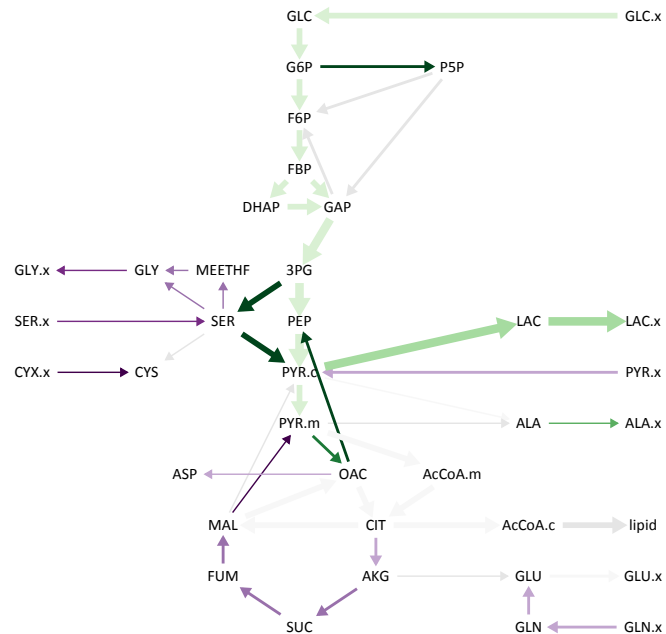 GLC GLC.x
G6P P5P
F6P
FBP
DHAP GAP
GLY.x GLY MEETHF 3PG
SER.x SER PEP LAC LAC.x
CYX.x CYS PYR.c PYR.x
PYR.m ALA ALA.x
ASP OAC AcCoA.m
MAL CIT AcCoA.c lipid
FUM AKG GLU GLU.x
SUC GLN GLN.x